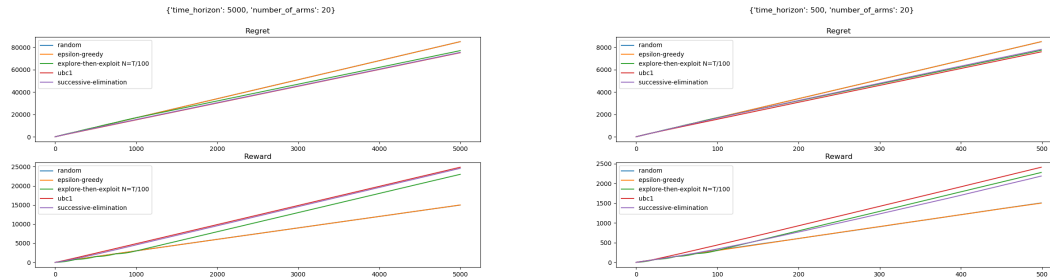 {'time_horizon': 5000, 'number_of_arms': 20}
Regret
80000
60000
40000
20000
0
random
epsilon-greedy
explore-then-exploit N=T/100
ubc1
successive-elimination
0
1000
2000
3000
4000
5000
Reward
25000
20000
15000
10000
5000
0
random
epsilon-greedy
explore-then-exploit N=T/100
ubc1
successive-elimination
0
1000
2000
3000
4000
5000
{'time_horizon': 500, 'number_of_arms': 20}
Regret
80000
60000
40000
20000
0
random
epsilon-greedy
explore-then-exploit N=T/100
ubc1
successive-elimination
0
100
200
300
400
500
Reward
2500
2000
1500
1000
500
0
random
epsilon-greedy
explore-then-exploit N=T/100
ubc1
successive-elimination
0
100
200
300
400
500